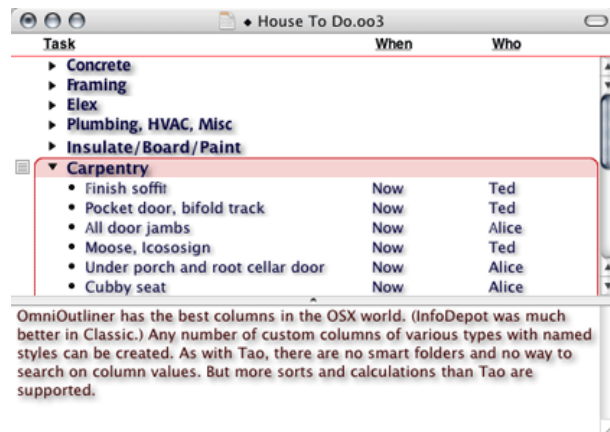 ♦ House To Do.oo3
Task When Who
Concrete
Framing
Elex
Plumbing, HVAC, Misc
Insulate/Board/Paint
Carpentry
Finish soffit Now Ted
Pocket door, bifold track Now Ted
All door jambs Now Alice
Moose, Icososign Now Ted
Under porch and root cellar door Now Alice
Cubby seat Now Alice
OmniOutliner has the best columns in the OSX world. (InfoDepot was much
better in Classic.) Any number of custom columns of various types with named
styles can be created. As with Tao, there are no smart folders and no way to
search on column values. But more sorts and calculations than Tao are
supported.